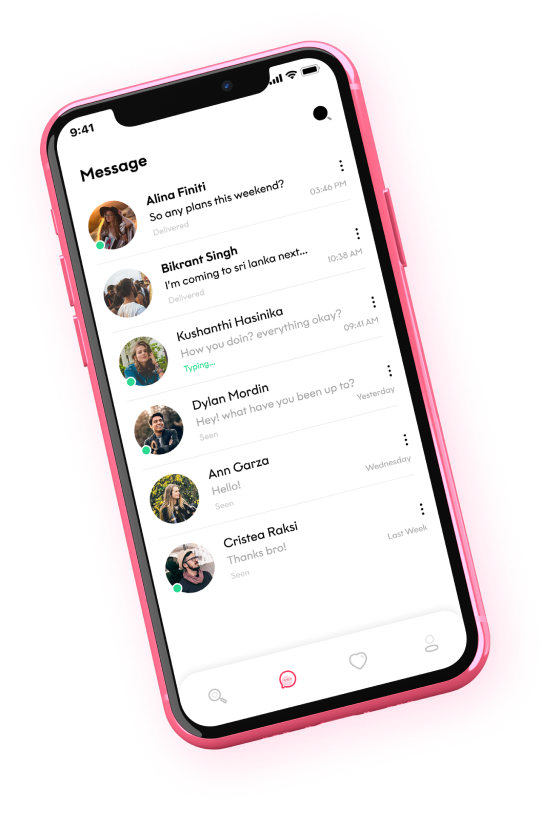 9:41
Message
Alina Finiti
So any plans this weekend?
03:46 PM
Delivered
Bikrant Singh
I'm coming to sri lanka next...
10:38 AM
Delivered
Kushanthi Hasinika
How you doin? everything okay?
09:41 AM
Typing...
Dylan Mordin
Hey! what have you been up to?
Yesterday
Seen
Ann Garza
Hello!
Wednesday
Seen
Cristea Raksi
Thanks bro!
Last Week
Seen